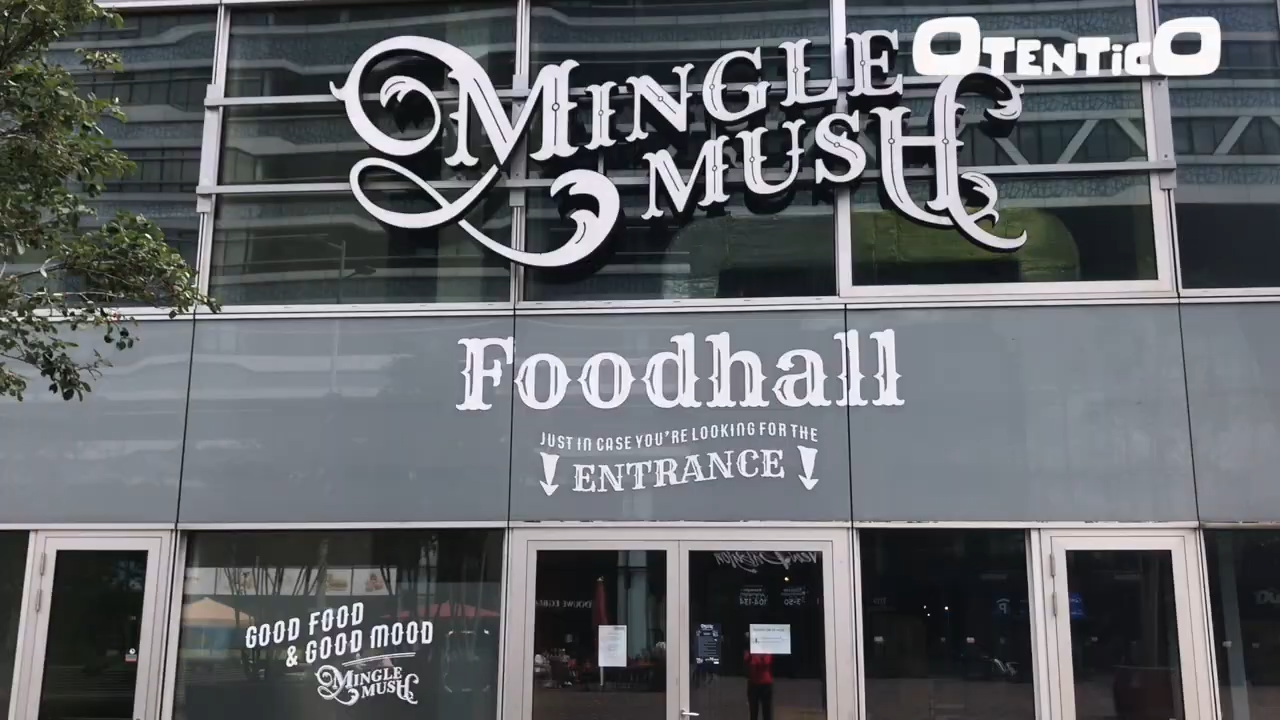 OTENTICO
MINGLE
MUSH
Foodhall
JUST IN CASE YOU'RE LOOKING FOR THE
ENTRANCE
GOOD FOOD
& GOOD MOOD
MINGLE
MUSH